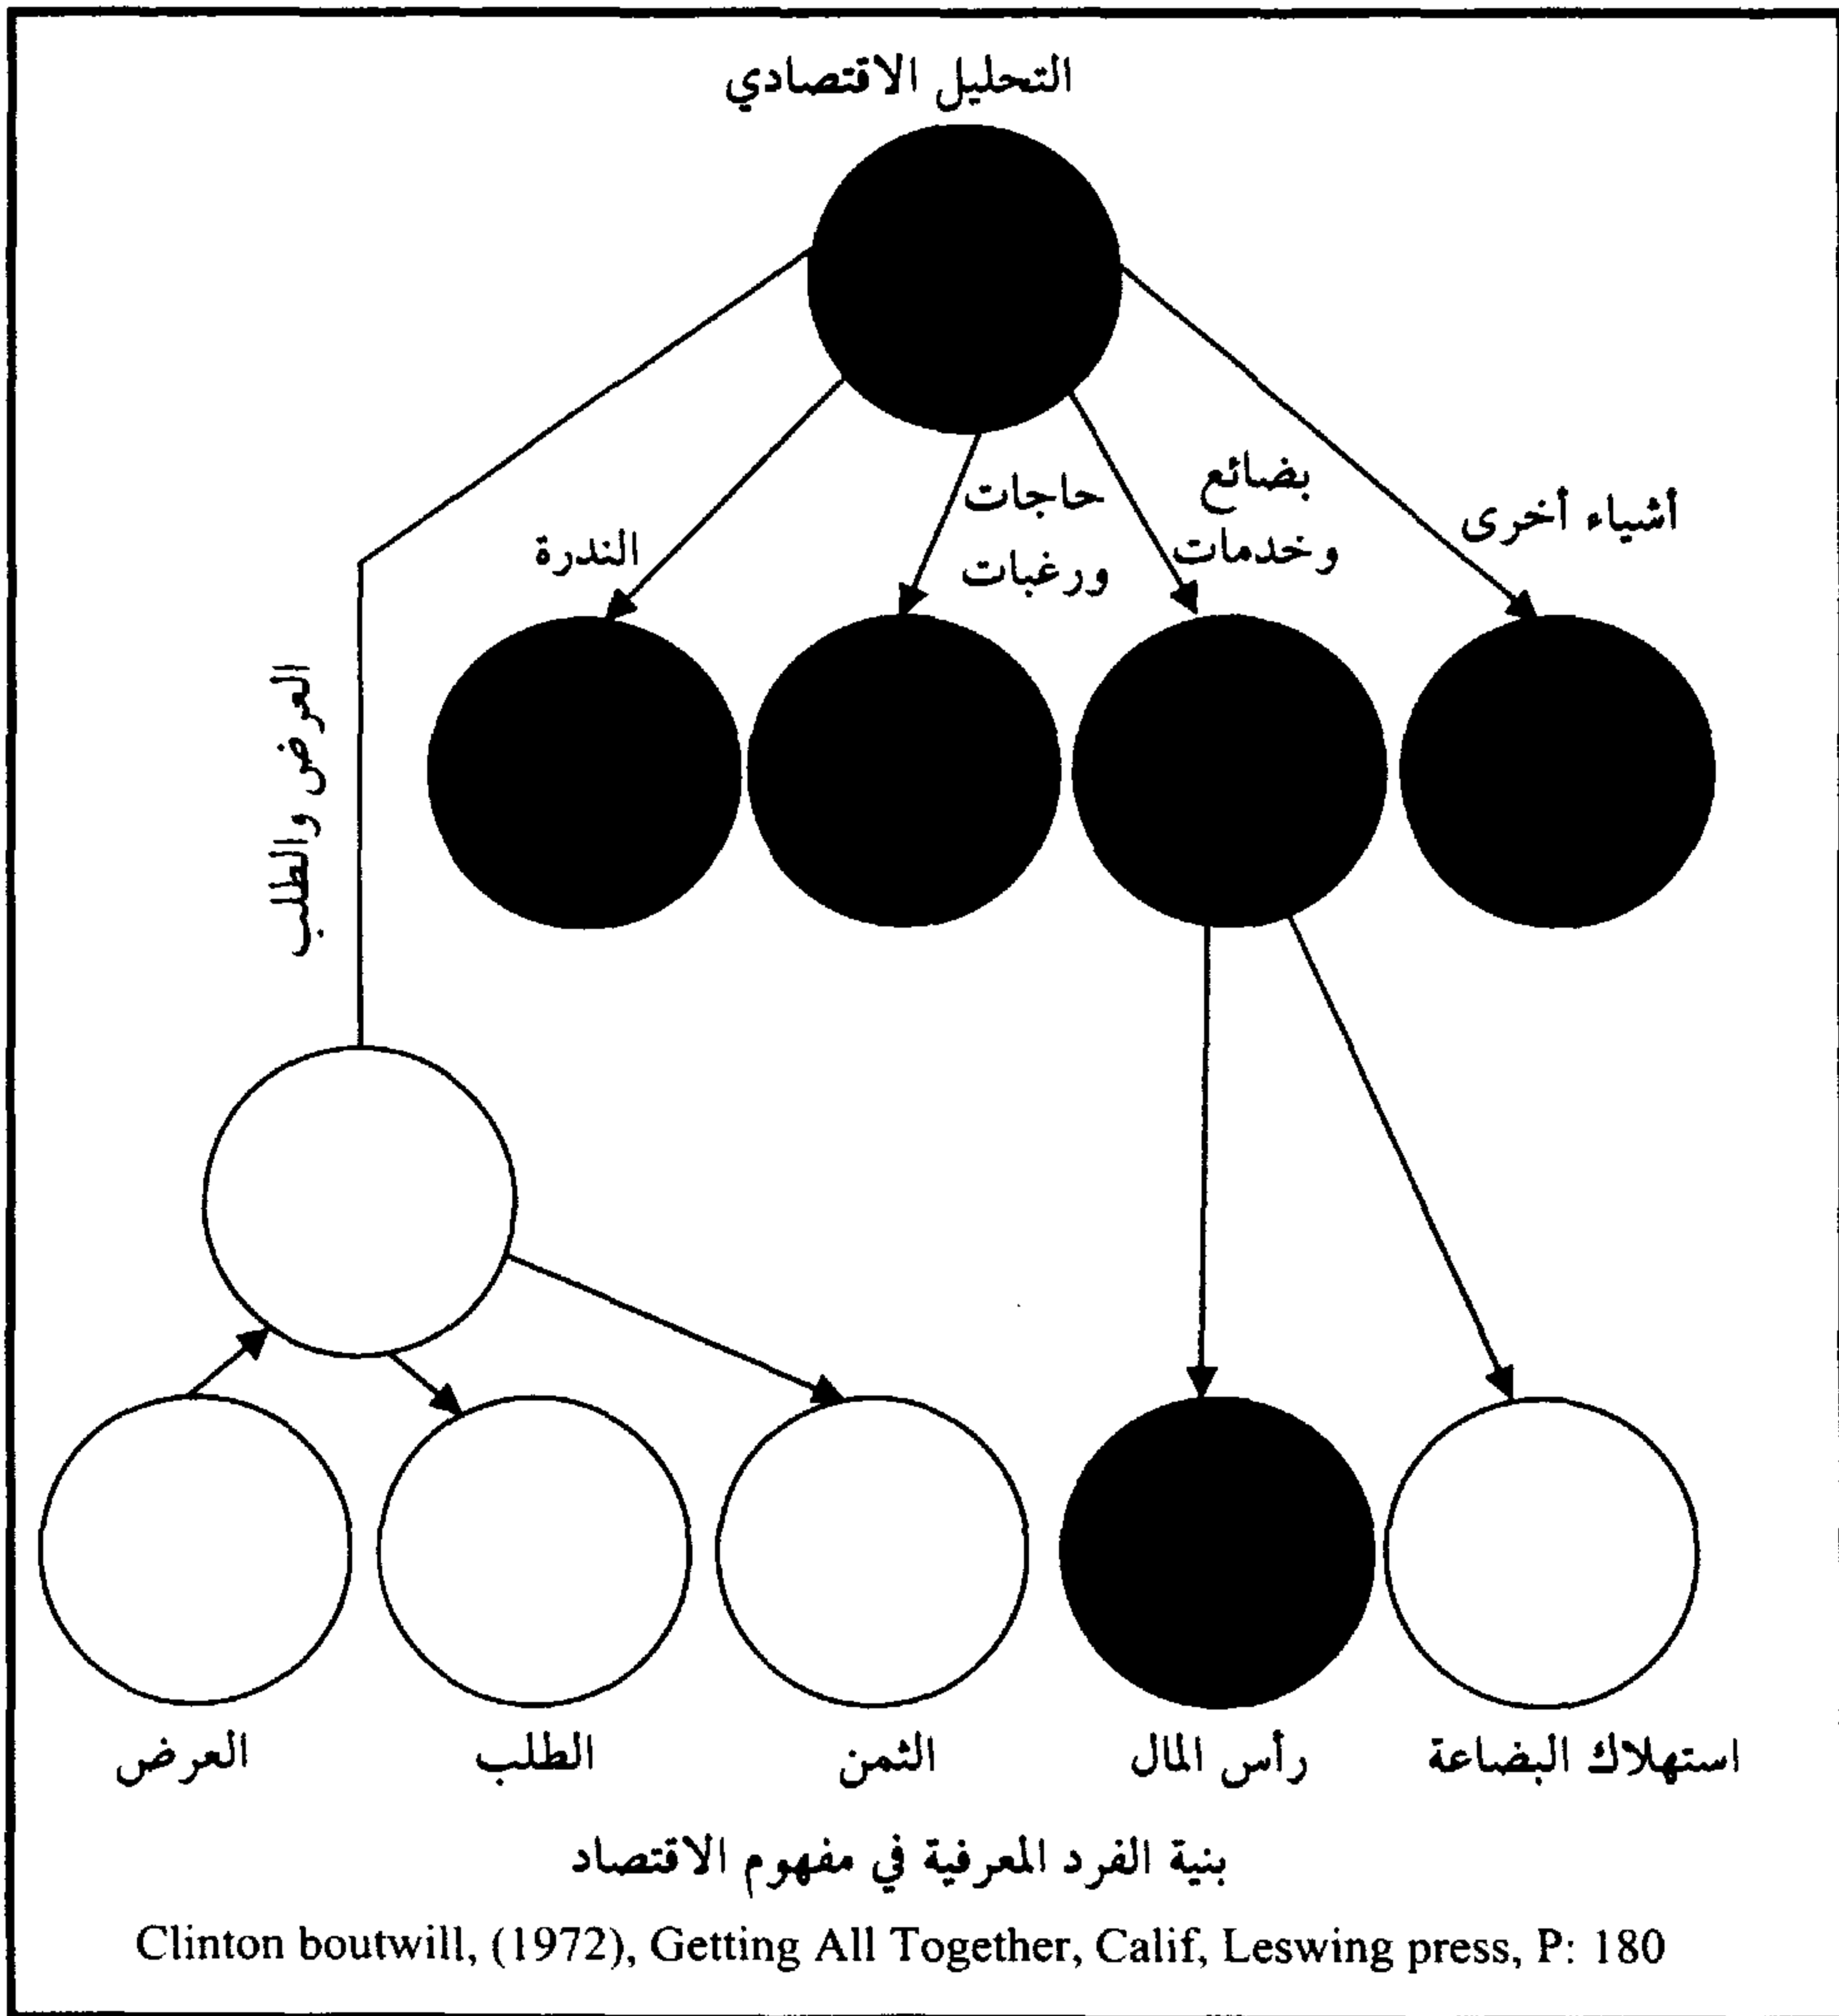 التحليل الاقتصادي
أشياء أخرى
بضائع
وخدمات
حاجات
ورغبات
الندرة
العرض والطلب
استهلاك البضاعة
رأس المال
الثمن
الطلب
العرض
بنية الفرد المعرفية في مفهوم الاقتصاد
Clinton boutwill, (1972), Getting All Together, Calif, Leswing press, P: 180